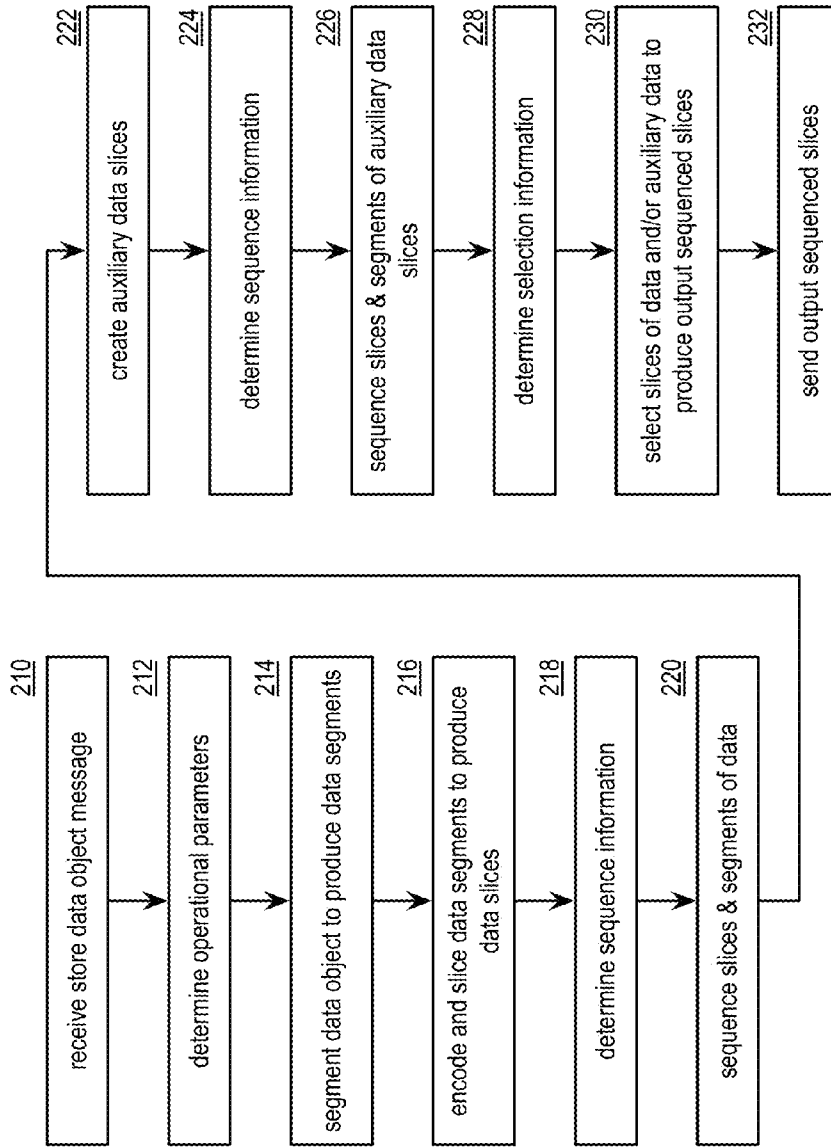 210
receive store data object message
212
determine operational parameters
214
segment data object to produce data segments
216
encode and slice data segments to produce
data slices
218
determine sequence information
220
sequence slices & segments of data
222
create auxiliary data slices
224
determine sequence information
226
sequence slices & segments of auxiliary data
slices
228
determine selection information
230
select slices of data and/or auxiliary data to
produce output sequenced slices
232
send output sequenced slices